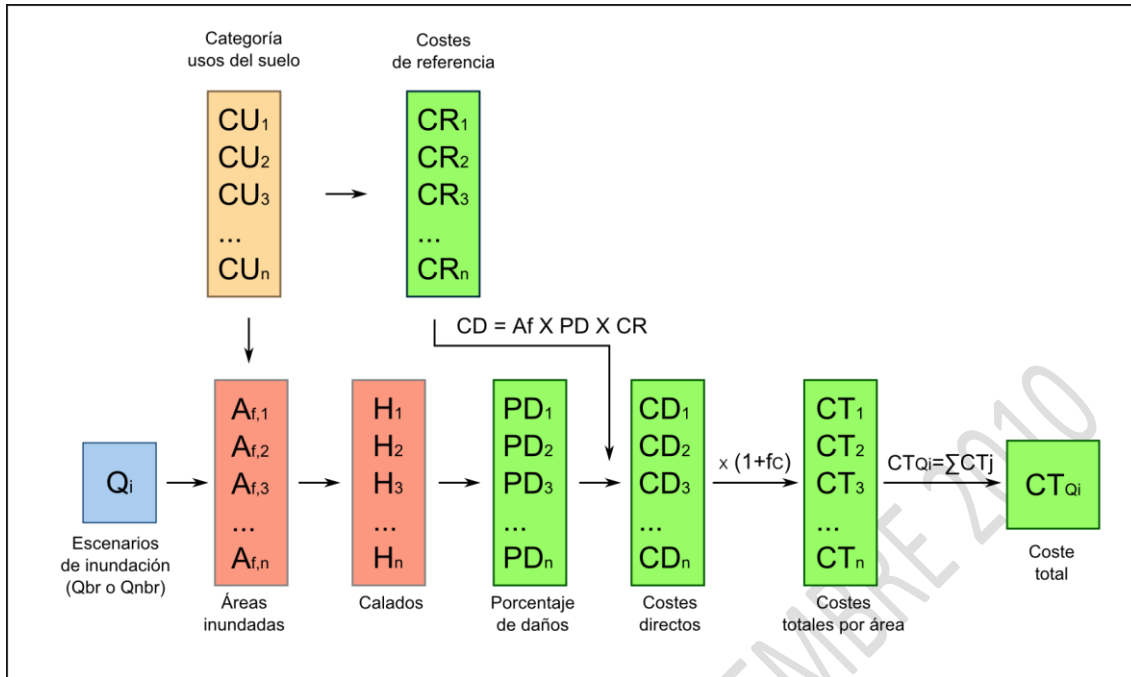 Categoría
usos del suelo
Costes
de referencia
CU1
CU2
CU3
...
CUn
CR1
CR2
CR3
...
CRn
CD = Af X PD X CR
Qi
Escenarios
de inundación
(Qbr o Qnbr)
Af,1
Af,2
Af,3
...
Af,n
Áreas
inundadas
H1
H2
H3
...
Hn
Calados
PD1
PD2
PD3
...
PDn
Porcentaje
de daños
CD1
CD2
CD3
...
CDn
Costes
directos
x (1+fC)
CT1
CT2
CT3
...
CTn
Costes
totales por área
CTQi=∑CTj
CTQi
Coste
total
EMBRE 2010